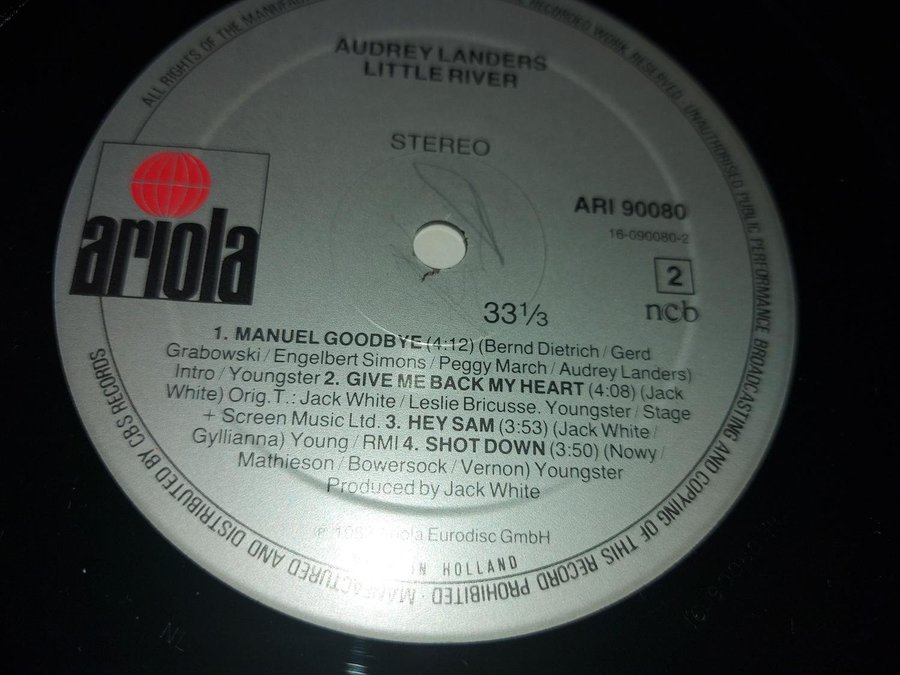 AUDREY LANDERS
LITTLE RIVER
STEREO
ariola
ARI 90080
16-090080-2
2
ncb
33⅓
1. MANUEL GOODBYE (4:12) (Bernd Dietrich / Gerd
Grabowski / Engelbert Simons / Peggy March / Audrey Landers)
Intro / Youngster 2. GIVE ME BACK MY HEART (4:08) (Jack
White) Orig. T.: Jack White / Leslie Bricusse. Youngster / Stage
+ Screen Music Ltd. 3. HEY SAM (3:53) (Jack White /
Gyllianna) Young / RMI 4. SHOT DOWN (3:50) (Nowy /
Mathieson / Bowersock / Vernon) Youngster
Produced by Jack White
Eurodisc GmbH
IN HOLLAND
ALL RIGHTS OF THE
RECORDED WORK RESERVED · UNAUTHORISED PUBLIC PERFORMANCE BROADCASTING AND COPYING OF THIS RECORD PROHIBITED · MANUFACTURED AND DISTRIBUTED BY CBS RECORDS
NL